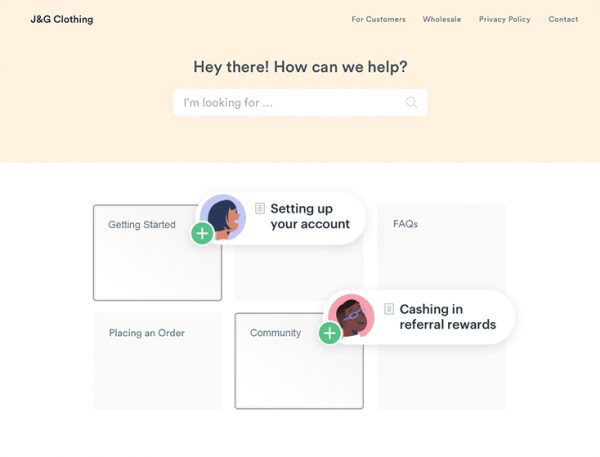 J&G Clothing
For Customers
Wholesale
Privacy Policy
Contact
Hey there! How can we help?
I'm looking for ...
Getting Started
Setting up
your account
FAQs
Cashing in
referral rewards
Placing an Order
Community